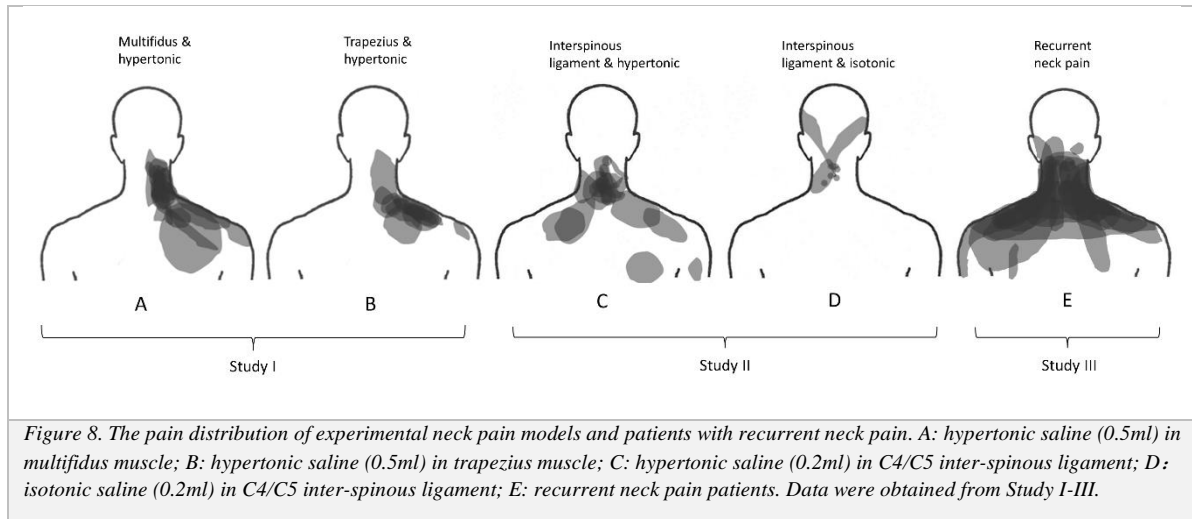 Multifidus &
hypertonic
Trapezius &
hypertonic
Interspinous
ligament & hypertonic
Interspinous
ligament & isotonic
Recurrent
neck pain
A
B
C
D
E
Study I
Study II
Study III
Figure 8. The pain distribution of experimental neck pain models and patients with recurrent neck pain. A: hypertonic saline (0.5ml) in
multifidus muscle; B: hypertonic saline (0.5ml) in trapezius muscle; C: hypertonic saline (0.2ml) in C4/C5 inter-spinous ligament; D：
isotonic saline (0.2ml) in C4/C5 inter-spinous ligament; E: recurrent neck pain patients. Data were obtained from Study I-III.